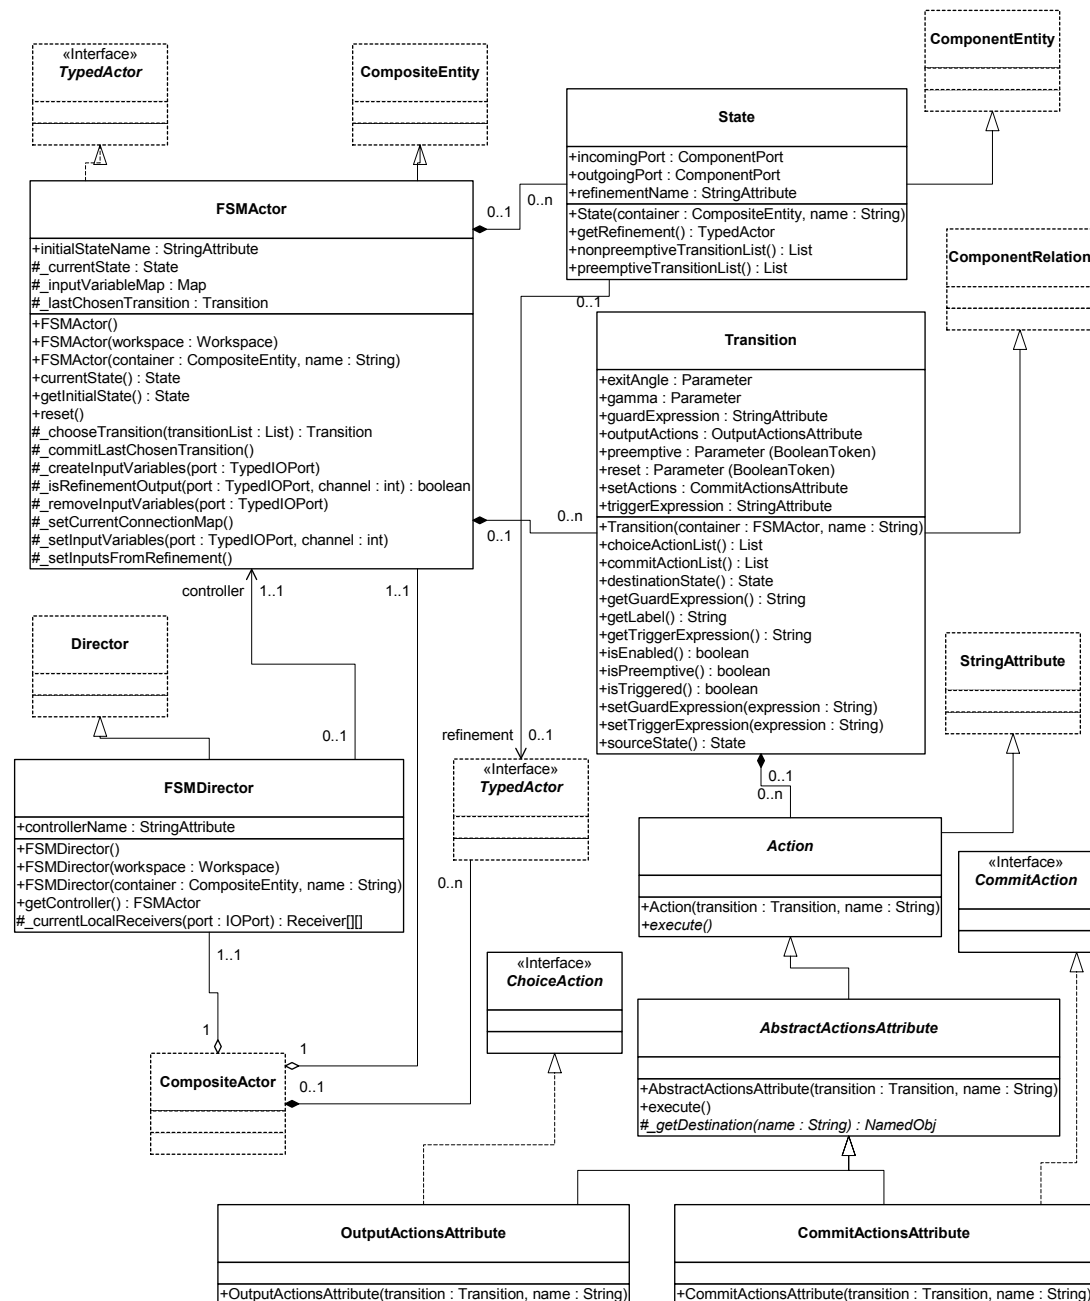 «Interface»
TypedActor
CompositeEntity
ComponentEntity
State
+incomingPort : ComponentPort
+outgoingPort : ComponentPort
+refinementName : StringAttribute
+State(container : CompositeEntity, name : String)
+getRefinement() : TypedActor
+nonpreemptiveTransitionList() : List
+preemptiveTransitionList() : List
FSMActor
+initialStateName : StringAttribute
#_currentState : State
#_inputVariableMap : Map
#_lastChosenTransition : Transition
+FSMActor()
+FSMActor(workspace : Workspace)
+FSMActor(container : CompositeEntity, name : String)
+currentState() : State
+getInitialState() : State
+reset()
#_chooseTransition(transitionList : List) : Transition
#_commitLastChosenTransition()
#_createInputVariables(port : TypedIOPort)
#_isRefinementOutput(port : TypedIOPort, channel : int) : boolean
#_removeInputVariables(port : TypedIOPort)
#_setCurrentConnectionMap()
#_setInputVariables(port : TypedIOPort, channel : int)
#_setInputsFromRefinement()
0..1
0..n
ComponentRelation
0..1
Transition
+exitAngle : Parameter
+gamma : Parameter
+guardExpression : StringAttribute
+outputActions : OutputActionsAttribute
+preemptive : Parameter (BooleanToken)
+reset : Parameter (BooleanToken)
+setActions : CommitActionsAttribute
+triggerExpression : StringAttribute
+Transition(container : FSMActor, name : String)
+choiceActionList() : List
+commitActionList() : List
+destinationState() : State
+getGuardExpression() : String
+getLabel() : String
+getTriggerExpression() : String
+isEnabled() : boolean
+isPreemptive() : boolean
+isTriggered() : boolean
+setGuardExpression(expression : String)
+setTriggerExpression(expression : String)
+sourceState() : State
0..n
0..1
controller
1..1
1..1
Director
StringAttribute
0..1
refinement
0..1
«Interface»
TypedActor
0..n
FSMDirector
+controllerName : StringAttribute
+FSMDirector()
+FSMDirector(workspace : Workspace)
+FSMDirector(container : CompositeEntity, name : String)
+getController() : FSMActor
#_currentLocalReceivers(port : IOPort) : Receiver[][]
0..1
0..n
Action
+Action(transition : Transition, name : String)
+execute()
«Interface»
CommitAction
1..1
«Interface»
ChoiceAction
1
1
0..1
CompositeActor
AbstractActionsAttribute
+AbstractActionsAttribute(transition : Transition, name : String)
+execute()
#_getDestination(name : String) : NamedObj
OutputActionsAttribute
+OutputActionsAttribute(transition : Transition, name : String)
CommitActionsAttribute
+CommitActionsAttribute(transition : Transition, name : String)